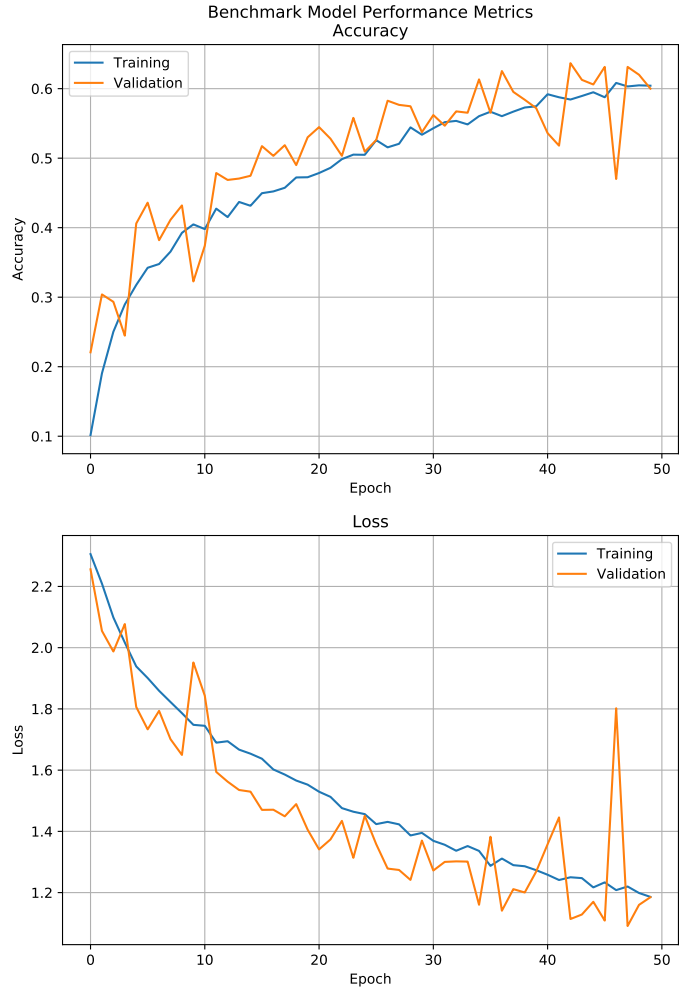 Benchmark Model Performance Metrics
Accuracy
Training
Validation
0.6
0.5
0.4
0.3
0.2
0.1
Accuracy
0 10 20 30 40 50
Epoch
Loss
Training
Validation
2.2
2.0
1.8
1.6
1.4
1.2
Loss
0 10 20 30 40 50
Epoch